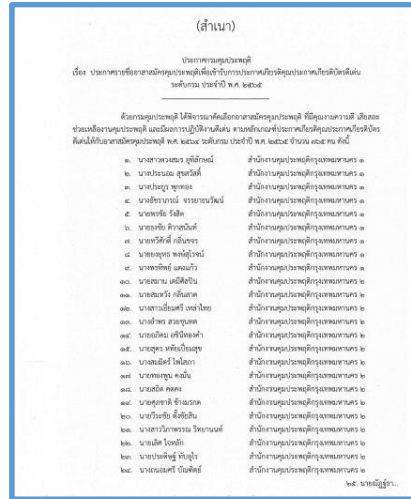 (สำเนา)
ประกาศกรมคุมประพฤติ
เรื่อง ประกาศรายชื่ออาสาสมัครคุมประพฤติเพื่อเข้ารับการประกาศเกียรติคุณประกาศเกียรติบัตรดีเด่น
ระดับกรม ประจำปี พ.ศ. ๒๕๖๕
ด้วยกรมคุมประพฤติ ได้พิจารณาคัดเลือกอาสาสมัครคุมประพฤติ ที่มีคุณงามความดี เสียสละ
ช่วยเหลืองานคุมประพฤติ และมีผลการปฏิบัติงานดีเด่น ตามหลักเกณฑ์ประกาศเกียรติคุณประกาศเกียรติบัตร
ดีเด่นให้กับอาสาสมัครคุมประพฤติ พ.ศ. ๒๕๖๔ ระดับกรม ประจำปี พ.ศ. ๒๕๖๕ จำนวน ๓๖๕ คน ดังนี้
๑. นางสาวดวงสมร สำนักงานคุมประพฤติกรุงเทพมหานคร ๑
๒. นางประนอม สุขสวัสดิ์ สำนักงานคุมประพฤติกรุงเทพมหานคร ๑
๓. นางประยูร พุกทอง สำนักงานคุมประพฤติกรุงเทพมหานคร ๑
๔. นางอัชราภรณ์ จรรยาธนวัฒน์ สำนักงานคุมประพฤติกรุงเทพมหานคร ๑
๕. นายพรชัย รังสิต สำนักงานคุมประพฤติกรุงเทพมหานคร ๑
๖. นายธงชัย ศิวาสนันท์ สำนักงานคุมประพฤติกรุงเทพมหานคร ๑
๗. นายทวีศักดิ์ กลิ่นขจร สำนักงานคุมประพฤติกรุงเทพมหานคร ๑
๘. นายยงยุทธ พงษ์สุโรจน์ สำนักงานคุมประพฤติกรุงเทพมหานคร ๑
๙. นางพรทิพย์ แดงแก้ว สำนักงานคุมประพฤติกรุงเทพมหานคร ๑
๑๐. นายสมาน สำนักงานคุมประพฤติกรุงเทพมหานคร ๒
๑๑. นายสมหวัง กลิ่นลาด สำนักงานคุมประพฤติกรุงเทพมหานคร ๒
๑๒. นางสาวเอี่ยมศรี เหล่าไทย สำนักงานคุมประพฤติกรุงเทพมหานคร ๒
๑๓. นางอำพร สำนักงานคุมประพฤติกรุงเทพมหานคร ๒
๑๔. นายอภิคม สำนักงานคุมประพฤติกรุงเทพมหานคร ๒
๑๕. นายสุดร หทัยเปี่ยมสุข สำนักงานคุมประพฤติกรุงเทพมหานคร ๒
๑๖. นางสมมิตร์ ไพโสภา สำนักงานคุมประพฤติกรุงเทพมหานคร ๒
๑๗. นายทองพูน คงมั่น สำนักงานคุมประพฤติกรุงเทพมหานคร ๒
๑๘. นายสถิต คดคง สำนักงานคุมประพฤติกรุงเทพมหานคร ๒
๑๙. นายศุภชาติ ช้างมรกต สำนักงานคุมประพฤติกรุงเทพมหานคร ๒
๒๐. นายวีระชัย ตั้งชัยสิน สำนักงานคุมประพฤติกรุงเทพมหานคร ๒
๒๑. นางสาววิภาพรรณ วิทยานนท์ สำนักงานคุมประพฤติกรุงเทพมหานคร ๒
๒๒. นายเลิศ ใจหลัก สำนักงานคุมประพฤติกรุงเทพมหานคร ๒
๒๓. นายประดิษฐ์ ทับอุไร สำนักงานคุมประพฤติกรุงเทพมหานคร ๒
๒๔. นางถนอมศรี บัณฑิตย์ สำนักงานคุมประพฤติกรุงเทพมหานคร ๒
๒๕. นายณัฏฐ์ธา...